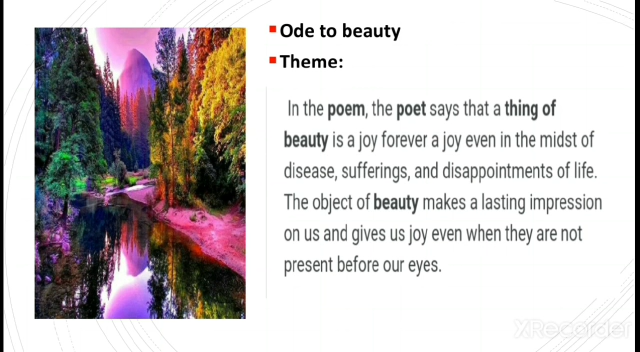 Ode to beauty
Theme:
In the poem, the poet says that a thing of
beauty is a joy forever a joy even in the midst of
disease, sufferings, and disappointments of life.
The object of beauty makes a lasting impression
on us and gives us joy even when they are not
present before our eyes.
XRecorder